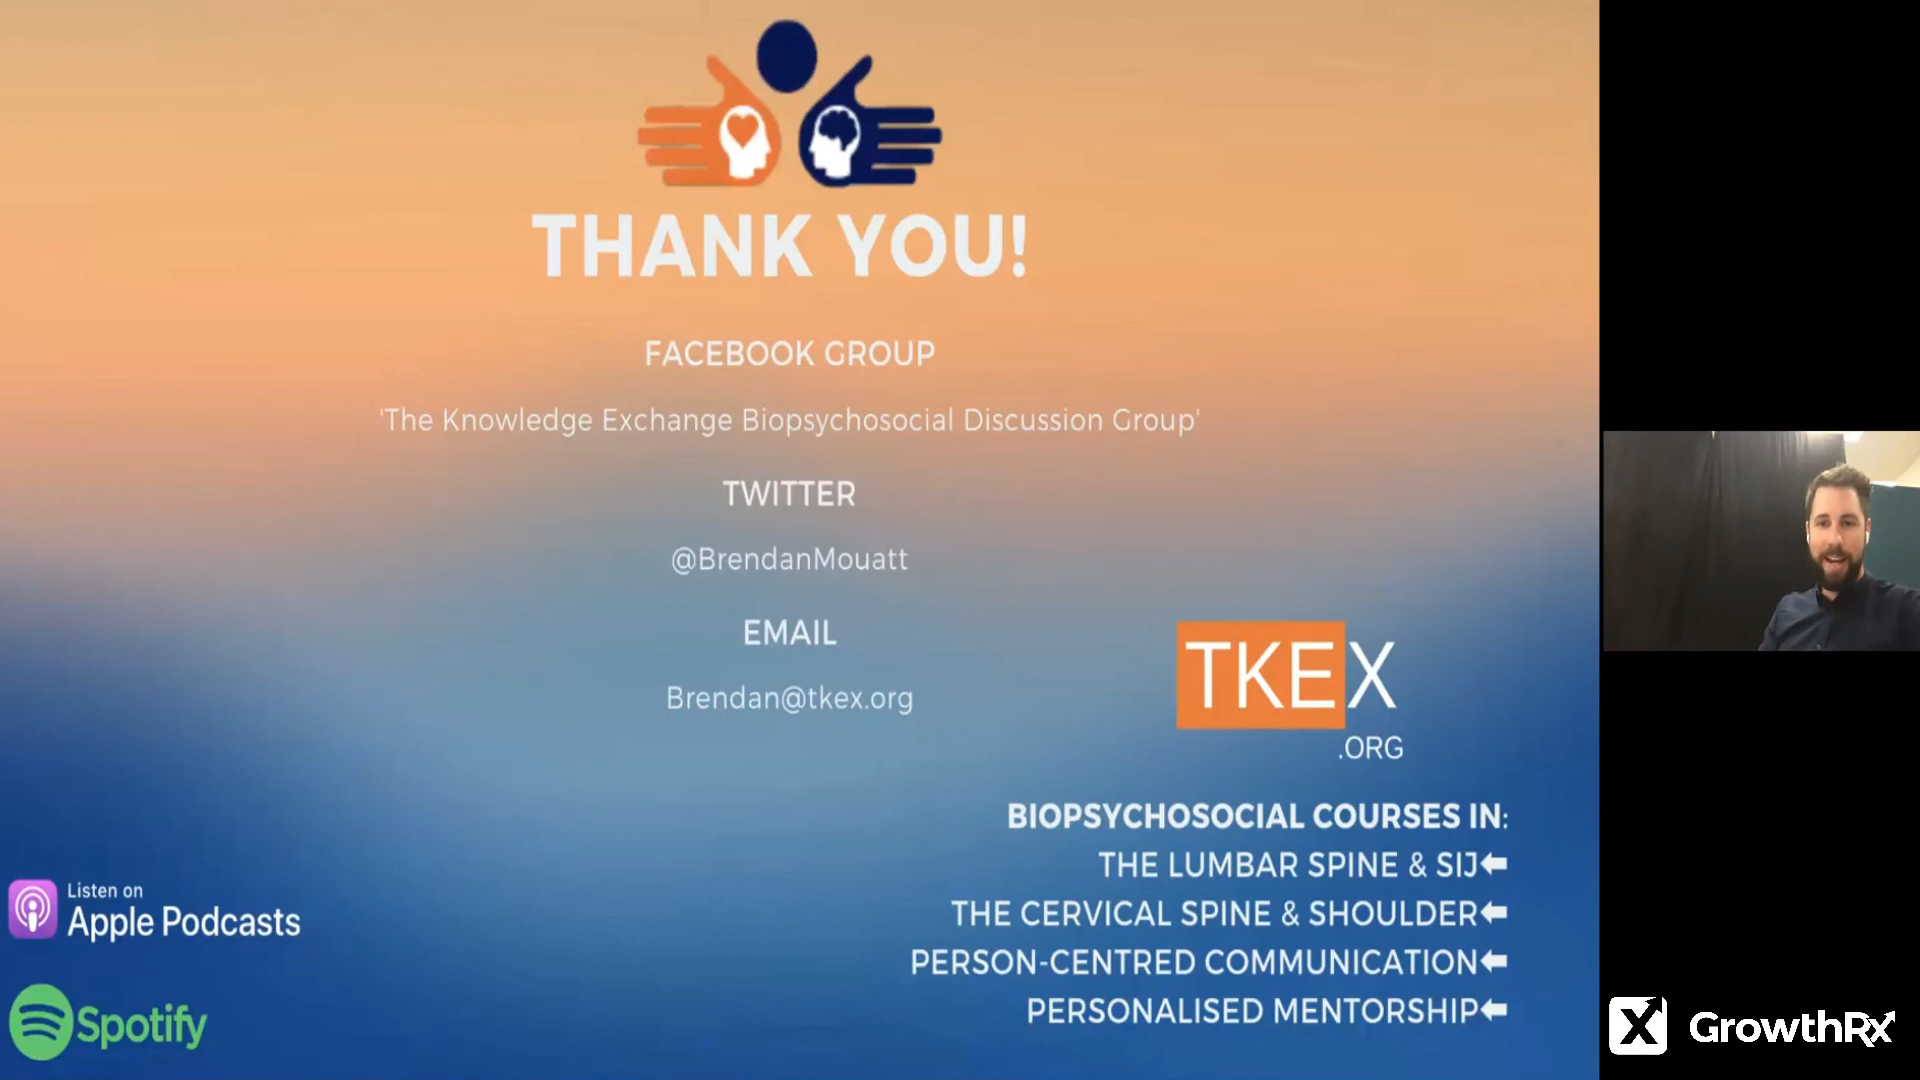 THANK YOU!
FACEBOOK GROUP
'The Knowledge Exchange Biopsychosocial Discussion Group'
TWITTER
@BrendanMouatt
EMAIL
Brendan@tkex.org
TKEX
.ORG
BIOPSYCHOSOCIAL COURSES IN:
THE LUMBAR SPINE & SIJ
THE CERVICAL SPINE & SHOULDER
PERSON-CENTRED COMMUNICATION
PERSONALISED MENTORSHIP
Listen on
Apple Podcasts
Spotify
X GrowthRx